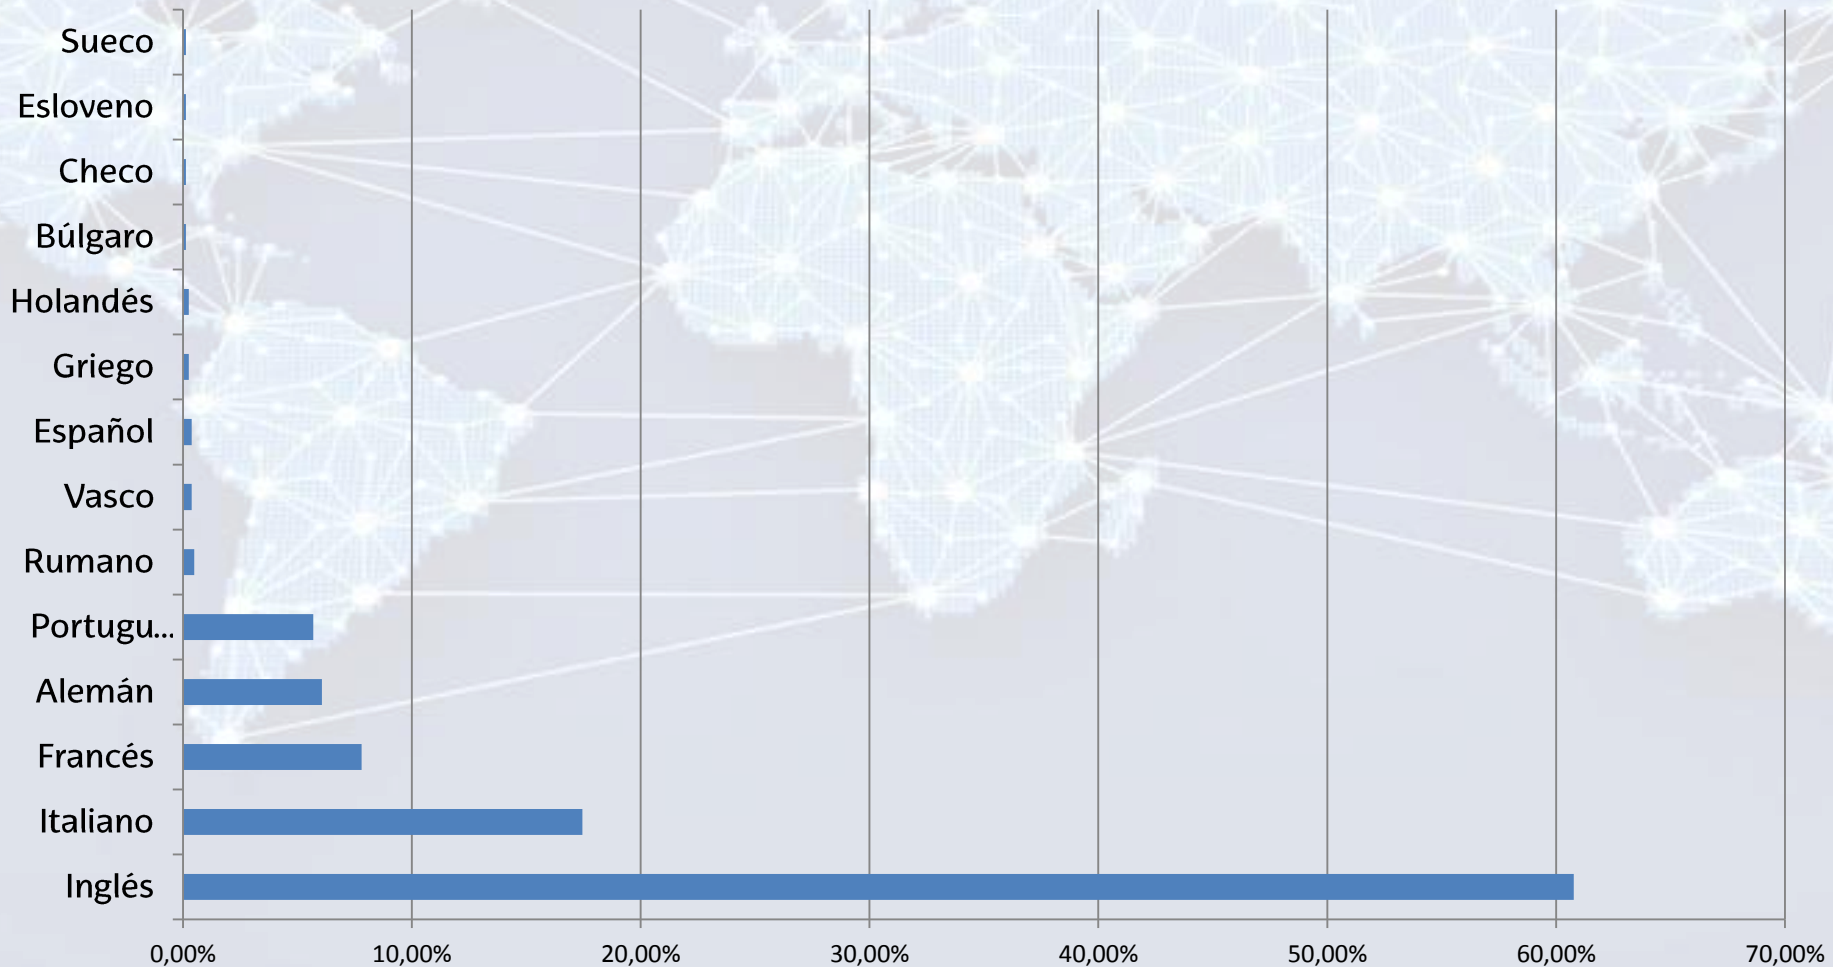 Sueco
Esloveno
Checo
Búlgaro
Holandés
Griego
Español
Vasco
Rumano
Portugu...
Alemán
Francés
Italiano
Inglés
0,00% 10,00% 20,00% 30,00% 40,00% 50,00% 60,00% 70,00%